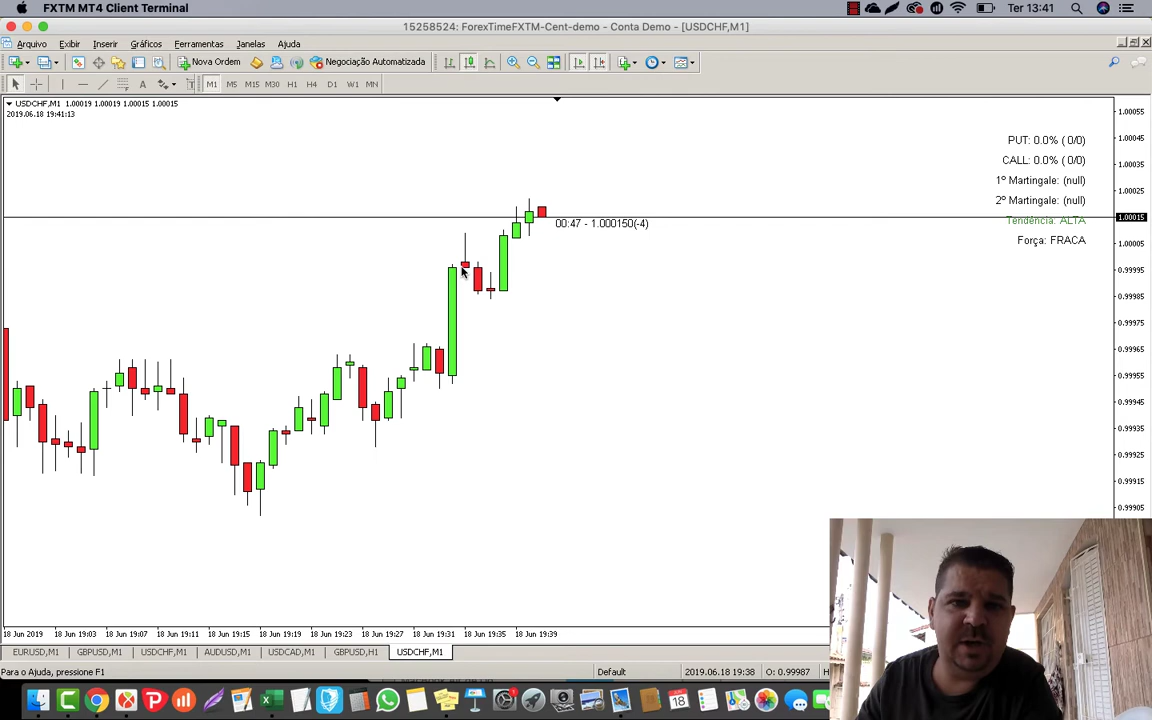 FXTM MT4 Client Terminal
Ter 13:41
15258524: ForexTimeFXTM-Cent-demo - Conta Demo - [USDCHF,M1]
Arquivo Exibir Inserir Gráficos Ferramentas Janelas Ajuda
Nova Ordem Negociação Automatizada
A T M1 M5 M15 M30 H1 H4 D1 W1 MN
USDCHF,M1 1.00019 1.00019 1.00015 1.00015
2019.06.18 19:41:13
PUT: 0.0% ( 0/0)
CALL: 0.0% ( 0/0)
1º Martingale: (null)
2º Martingale: (null)
Tendência: ALTA
Força: FRACA
00:47 - 1.000150(-4)
1.00055
1.00045
1.00035
1.00025
1.00015
1.00005
0.99995
0.99985
0.99975
0.99965
0.99955
0.99945
0.99935
0.99925
0.99915
0.99905
18 Jun 2019 18 Jun 19:03 18 Jun 19:07 18 Jun 19:11 18 Jun 19:15 18 Jun 19:19 18 Jun 19:23 18 Jun 19:27 18 Jun 19:31 18 Jun 19:35 18 Jun 19:39
EURUSD,M1 GBPUSD,M1 USDCHF,M1 AUDUSD,M1 USDCAD,M1 GBPUSD,H1 USDCHF,M1
Para o Ajuda, pressione F1 Default 2019.06.18 19:38 O: 0.99987 H
18